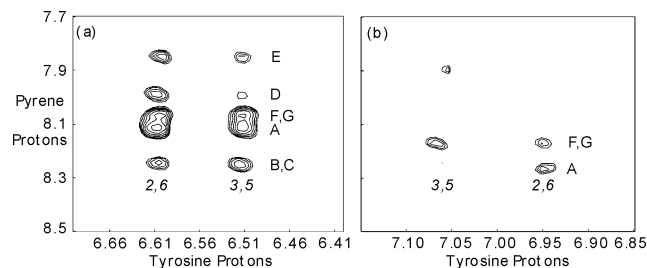 (a)
(b)
7.7
7.9
8.1
8.3
8.5
Pyrene
Protons
E
D
F,G
A
B,C
2,6 3,5
6.66 6.61 6.56 6.51 6.46 6.41
Tyrosine Protons
F,G
A
3,5 2,6
7.10 7.05 7.00 6.95 6.90 6.85
Tyrosine Protons